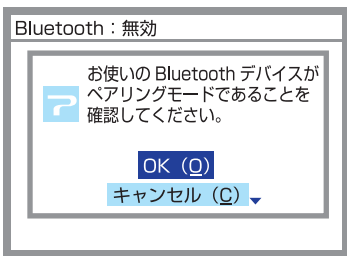 Bluetooth：無効
お使いの Bluetooth デバイスが
ペアリングモードであることを
確認してください。
OK（O）
キャンセル（C）